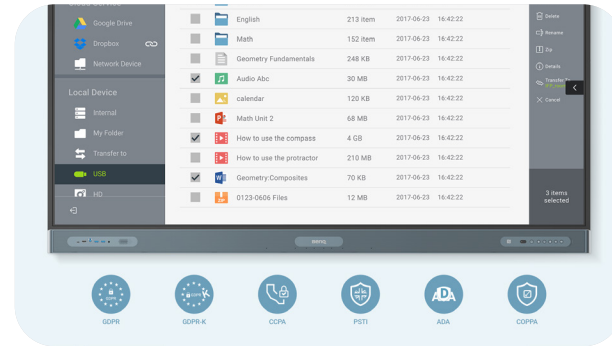 Google Drive
Dropbox
Network Device
Local Device
Internal
My Folder
Transfer to
USB
HD
English 213 item 2017-06-23 16:42:22
Math 152 item 2017-06-23 16:42:22
Geometry Fundamentals 248 KB 2017-06-23 16:42:22
Audio Abc 30 MB 2017-06-23 16:42:22
calendar 120 KB 2017-06-23 16:42:22
Math Unit 2 68 MB 2017-06-23 16:42:22
How to use the compass 4 GB 2017-06-23 16:42:22
How to use the protractor 210 MB 2017-06-23 16:42:22
Geometry:Composites 70 KB 2017-06-23 16:42:22
0123-0606 Files 12 MB 2017-06-23 16:42:22
Delete
Rename
Zip
Details
Transfer To
Cancel
3 items
selected
BenQ
GDPR
GDPR-K
CCPA
PSTI
ADA
ADA
COPPA